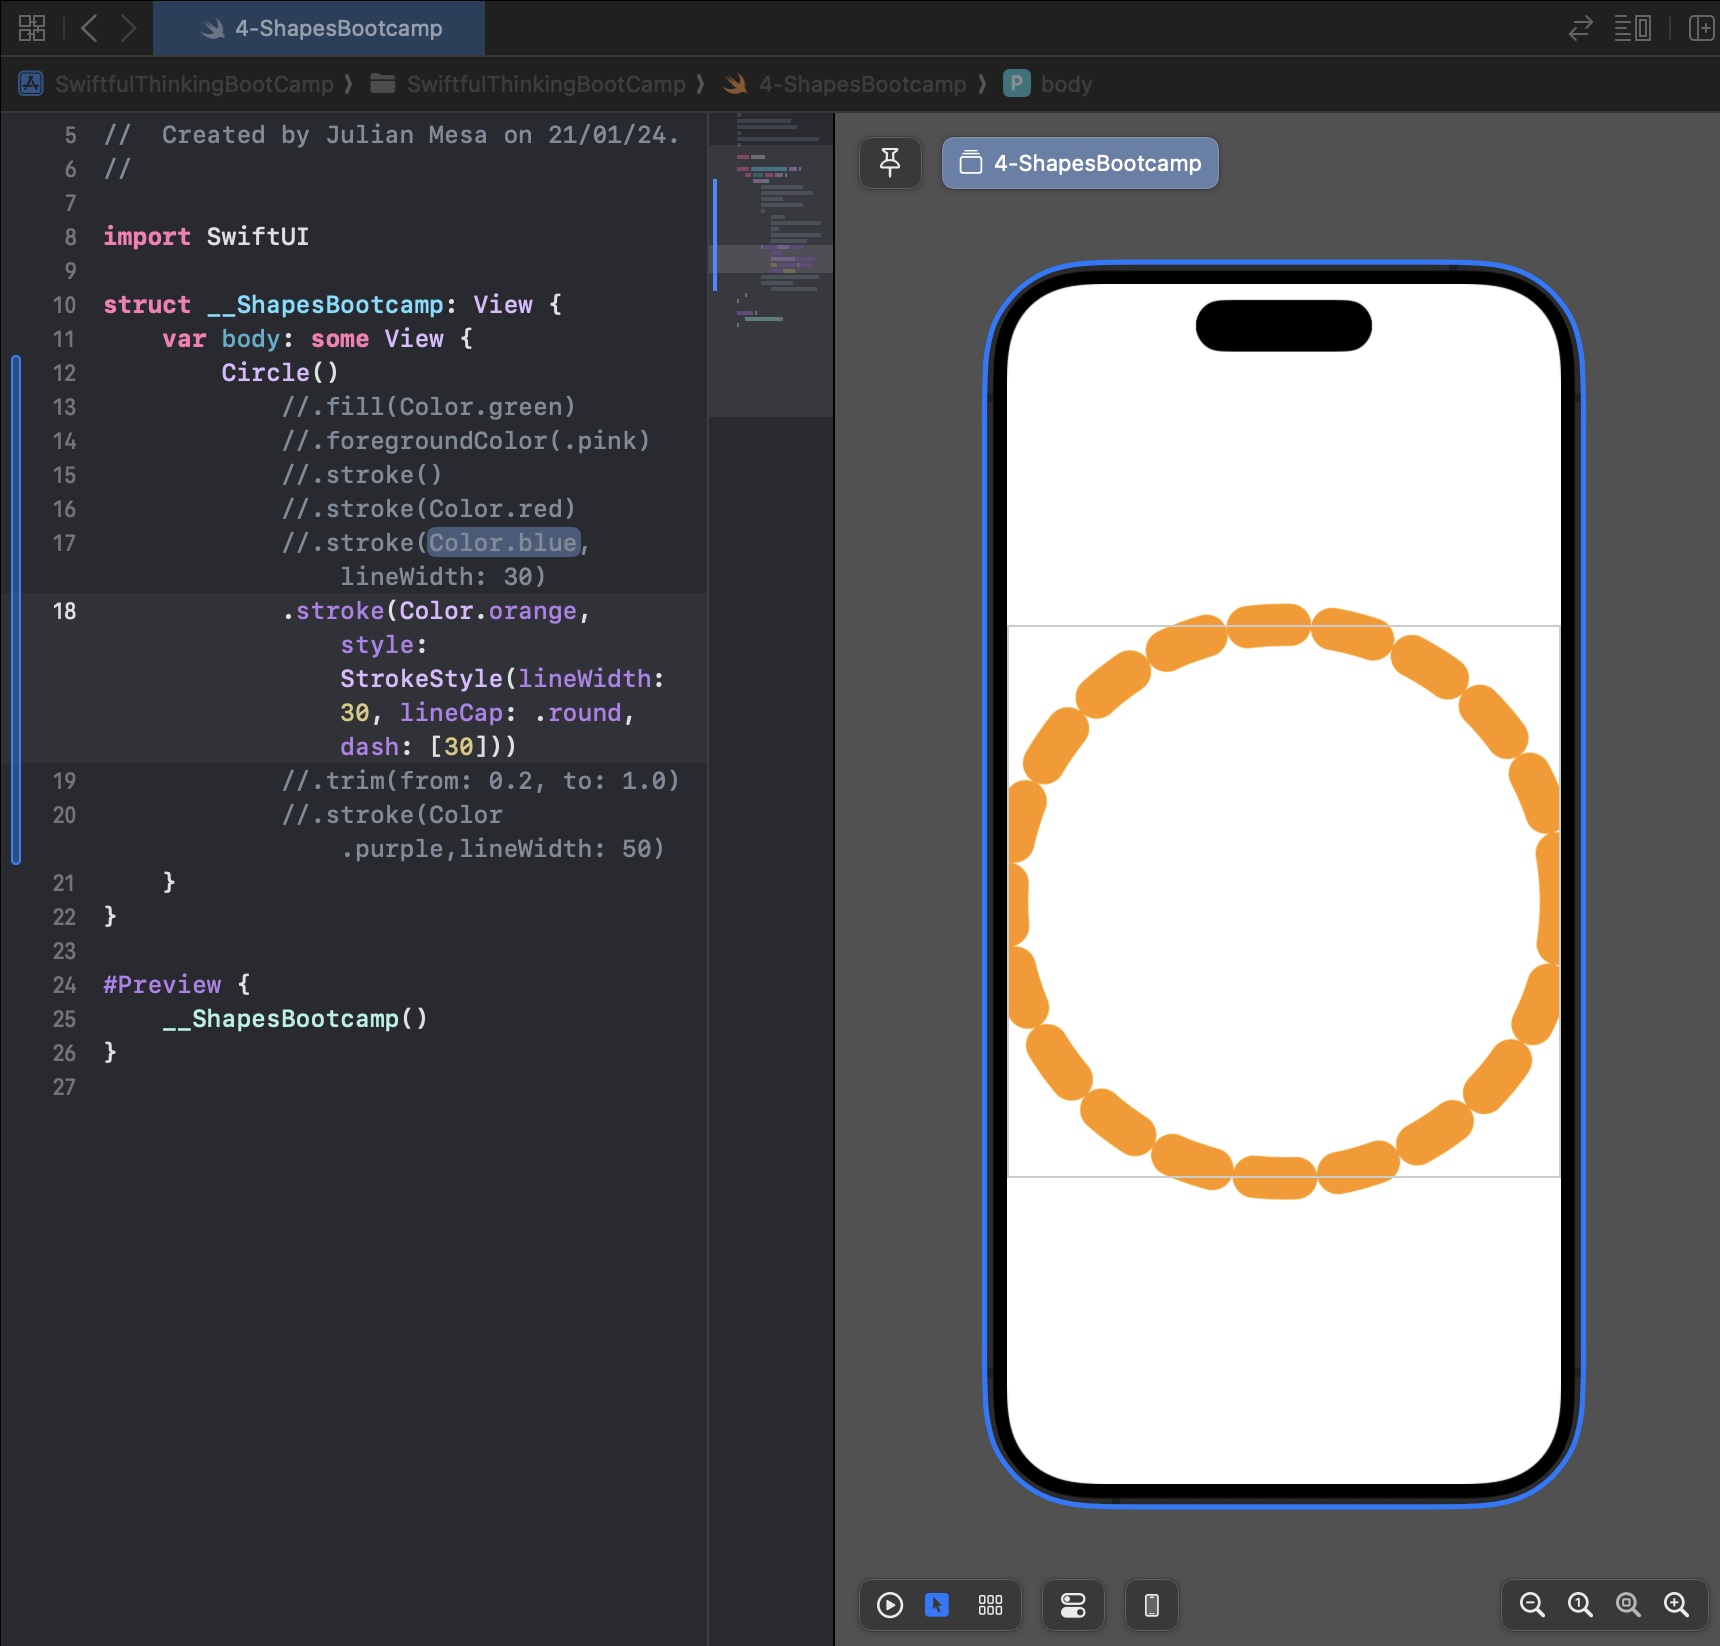 4-ShapesBootcamp
SwiftfulThinkingBootCamp 〉 SwiftfulThinkingBootCamp 〉 4-ShapesBootcamp 〉 P body
5 //  Created by Julian Mesa on 21/01/24.
6 //
7
8 import SwiftUI
9
10 struct __ShapesBootcamp: View {
11     var body: some View {
12         Circle()
13             //.fill(Color.green)
14             //.foregroundColor(.pink)
15             //.stroke()
16             //.stroke(Color.red)
17             //.stroke(Color.blue,
lineWidth: 30)
18             .stroke(Color.orange,
style:
StrokeStyle(lineWidth:
30, lineCap: .round,
dash: [30]))
19             //.trim(from: 0.2, to: 1.0)
20             //.stroke(Color
.purple,lineWidth: 50)
21     }
22 }
23
24 #Preview {
25     __ShapesBootcamp()
26 }
27
4-ShapesBootcamp
1